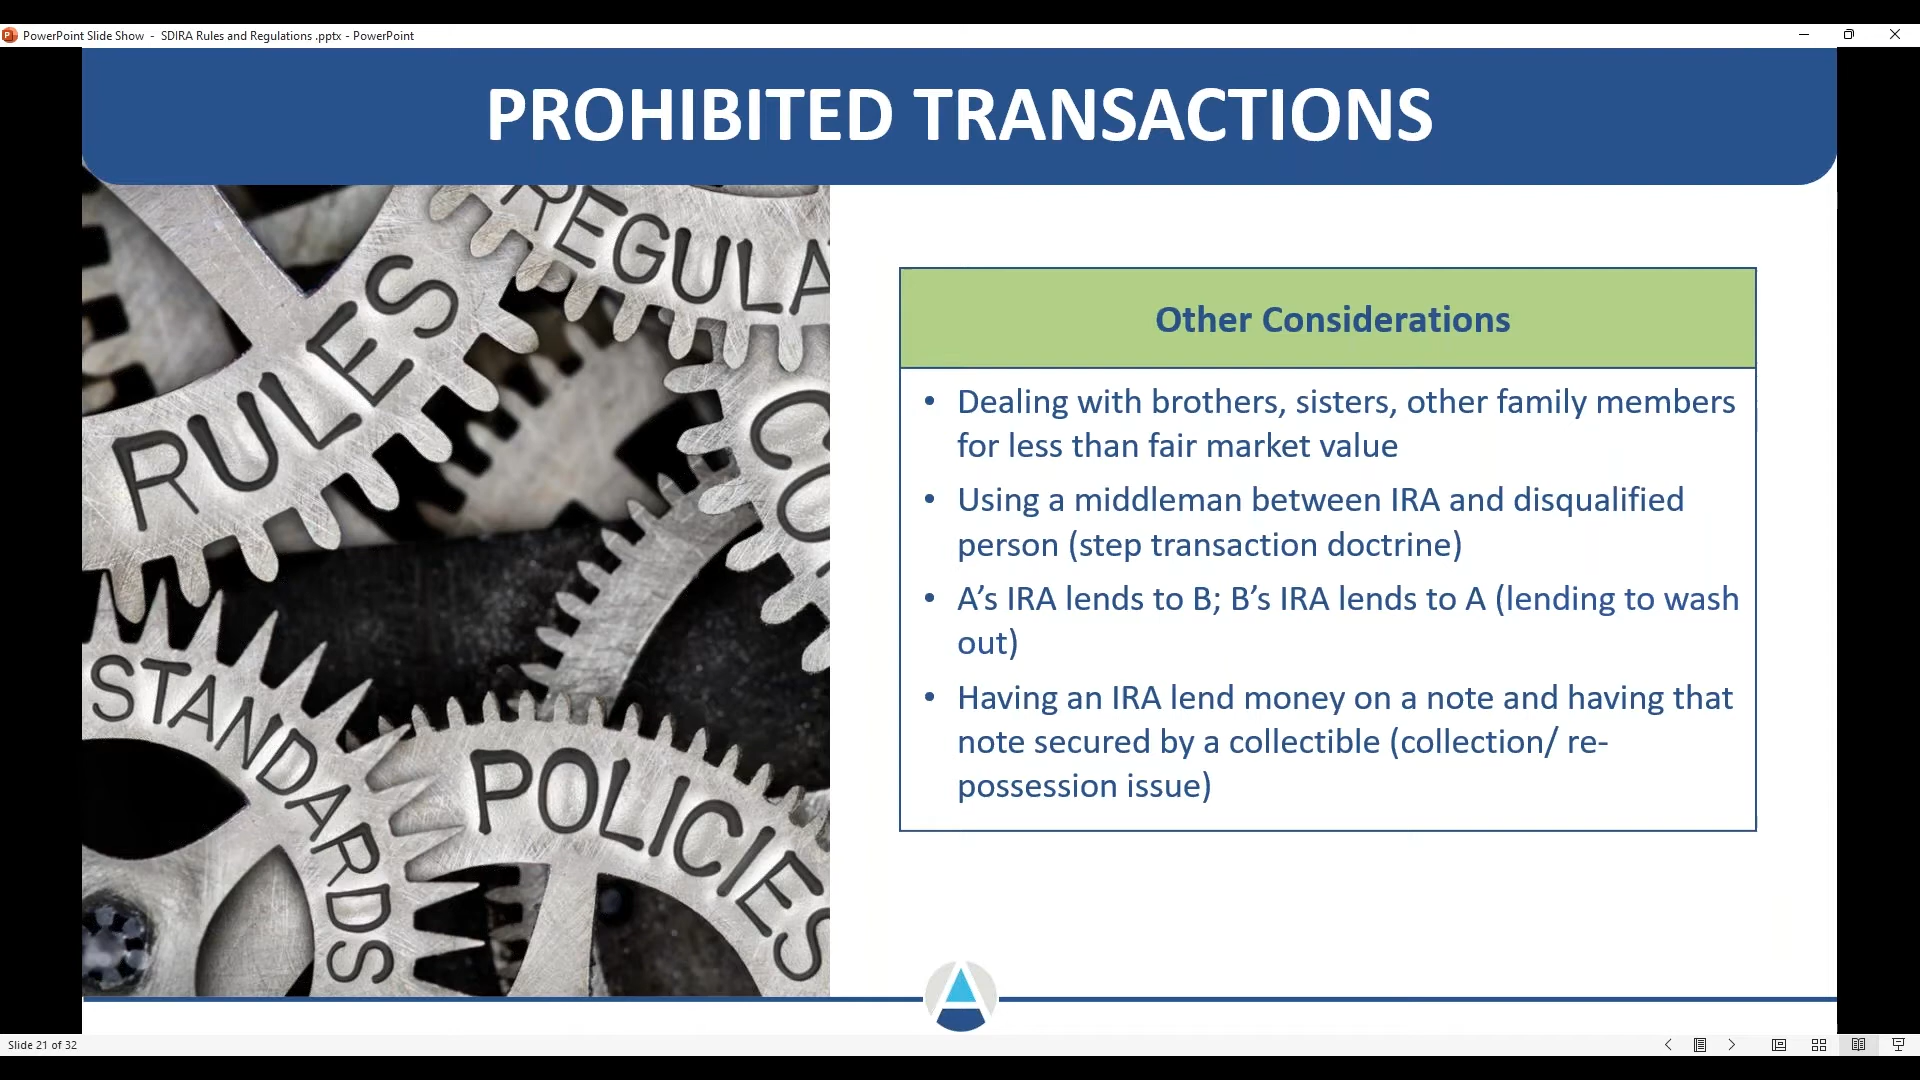 PowerPoint Slide Show - SDIRA Rules and Regulations .pptx - PowerPoint
PROHIBITED TRANSACTIONS
RULES
REGULA
CO
STANDARDS
POLICIES
Other Considerations
• Dealing with brothers, sisters, other family members
for less than fair market value
• Using a middleman between IRA and disqualified
person (step transaction doctrine)
• A’s IRA lends to B; B’s IRA lends to A (lending to wash
out)
• Having an IRA lend money on a note and having that
note secured by a collectible (collection/ re-
possession issue)
Slide 21 of 32